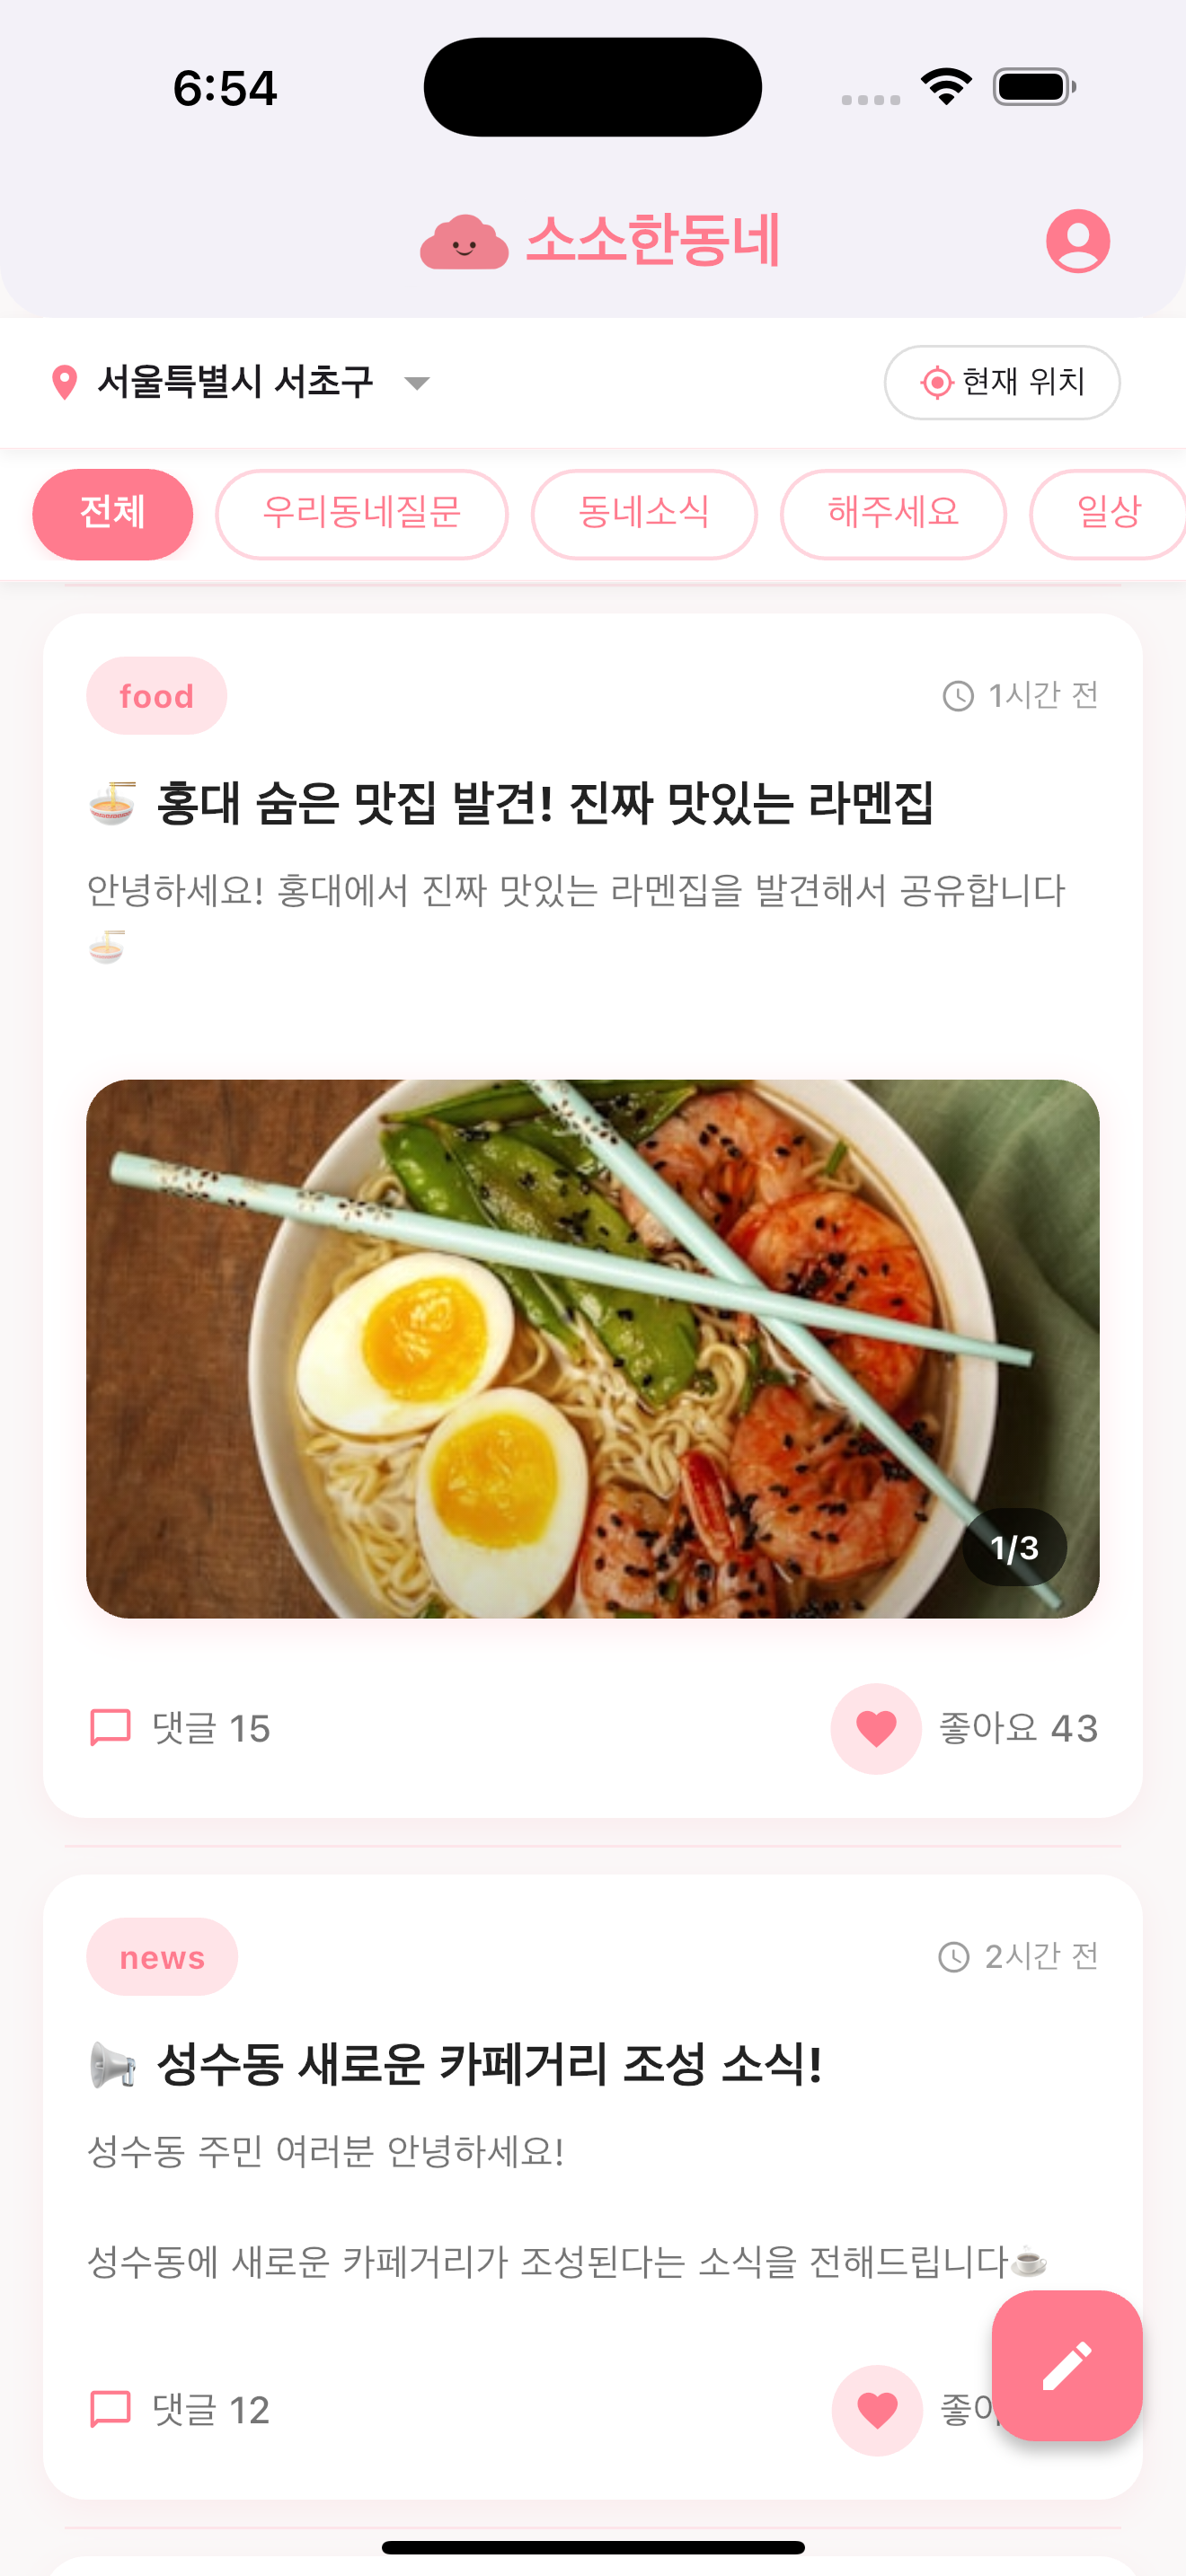 6:54
소소한동네
서울특별시 서초구
현재 위치
전체 우리동네질문 동네소식 해주세요 일상
food
1시간 전
🍜 홍대 숨은 맛집 발견! 진짜 맛있는 라멘집
안녕하세요! 홍대에서 진짜 맛있는 라멘집을 발견해서 공유합니다
🍜
1/3
댓글 15
좋아요 43
news
2시간 전
📢 성수동 새로운 카페거리 조성 소식!
성수동 주민 여러분 안녕하세요!
성수동에 새로운 카페거리가 조성된다는 소식을 전해드립니다☕
댓글 12